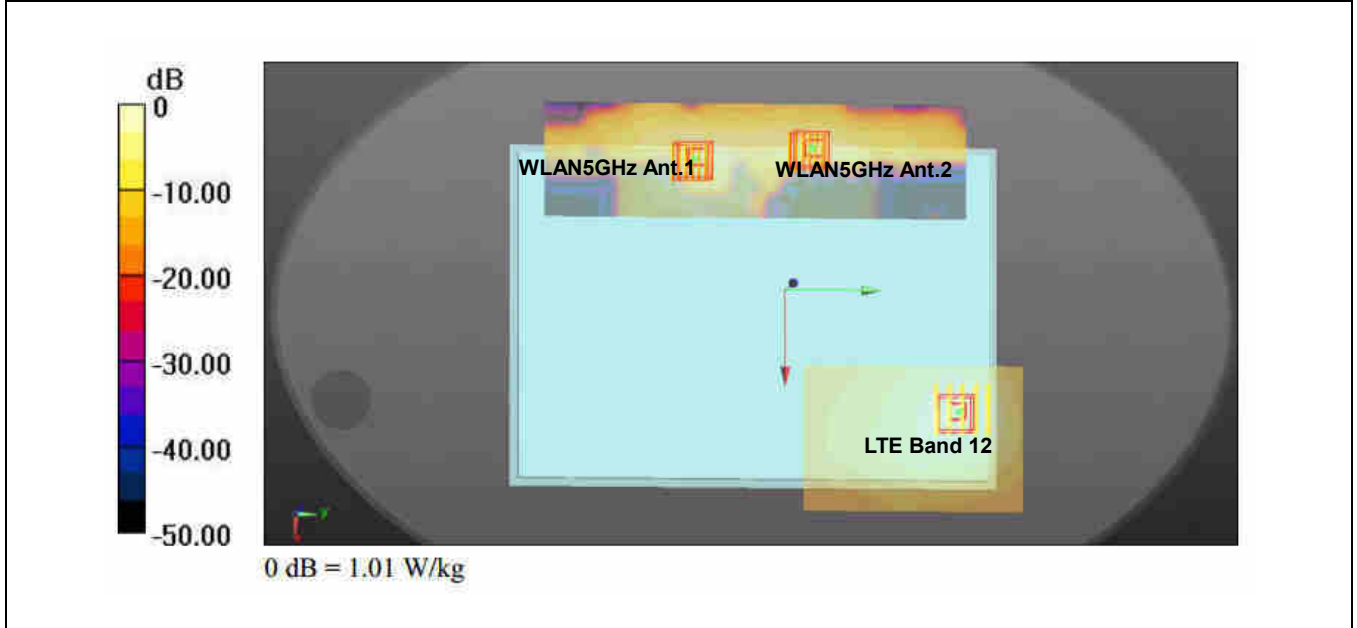 dB
0
-10.00
-20.00
-30.00
-40.00
-50.00
WLAN5GHz Ant.1
WLAN5GHz Ant.2
LTE Band 12
y
0 dB = 1.01 W/kg